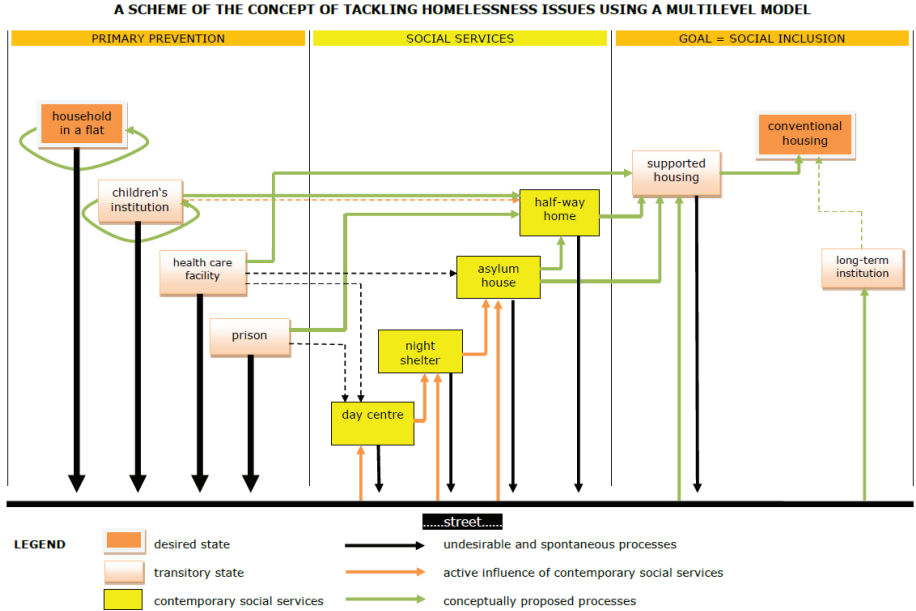 A SCHEME OF THE CONCEPT OF TACKLING HOMELESSNESS ISSUES USING A MULTILEVEL MODEL
PRIMARY PREVENTION
SOCIAL SERVICES
GOAL = SOCIAL INCLUSION
household
in a flat
conventional
housing
supported
housing
children's
institution
half-way
home
health care
facility
asylum
house
long-term
institution
prison
night
shelter
day centre
......street......
LEGEND
desired state
undesirable and spontaneous processes
transitory state
active influence of contemporary social services
contemporary social services
conceptually proposed processes